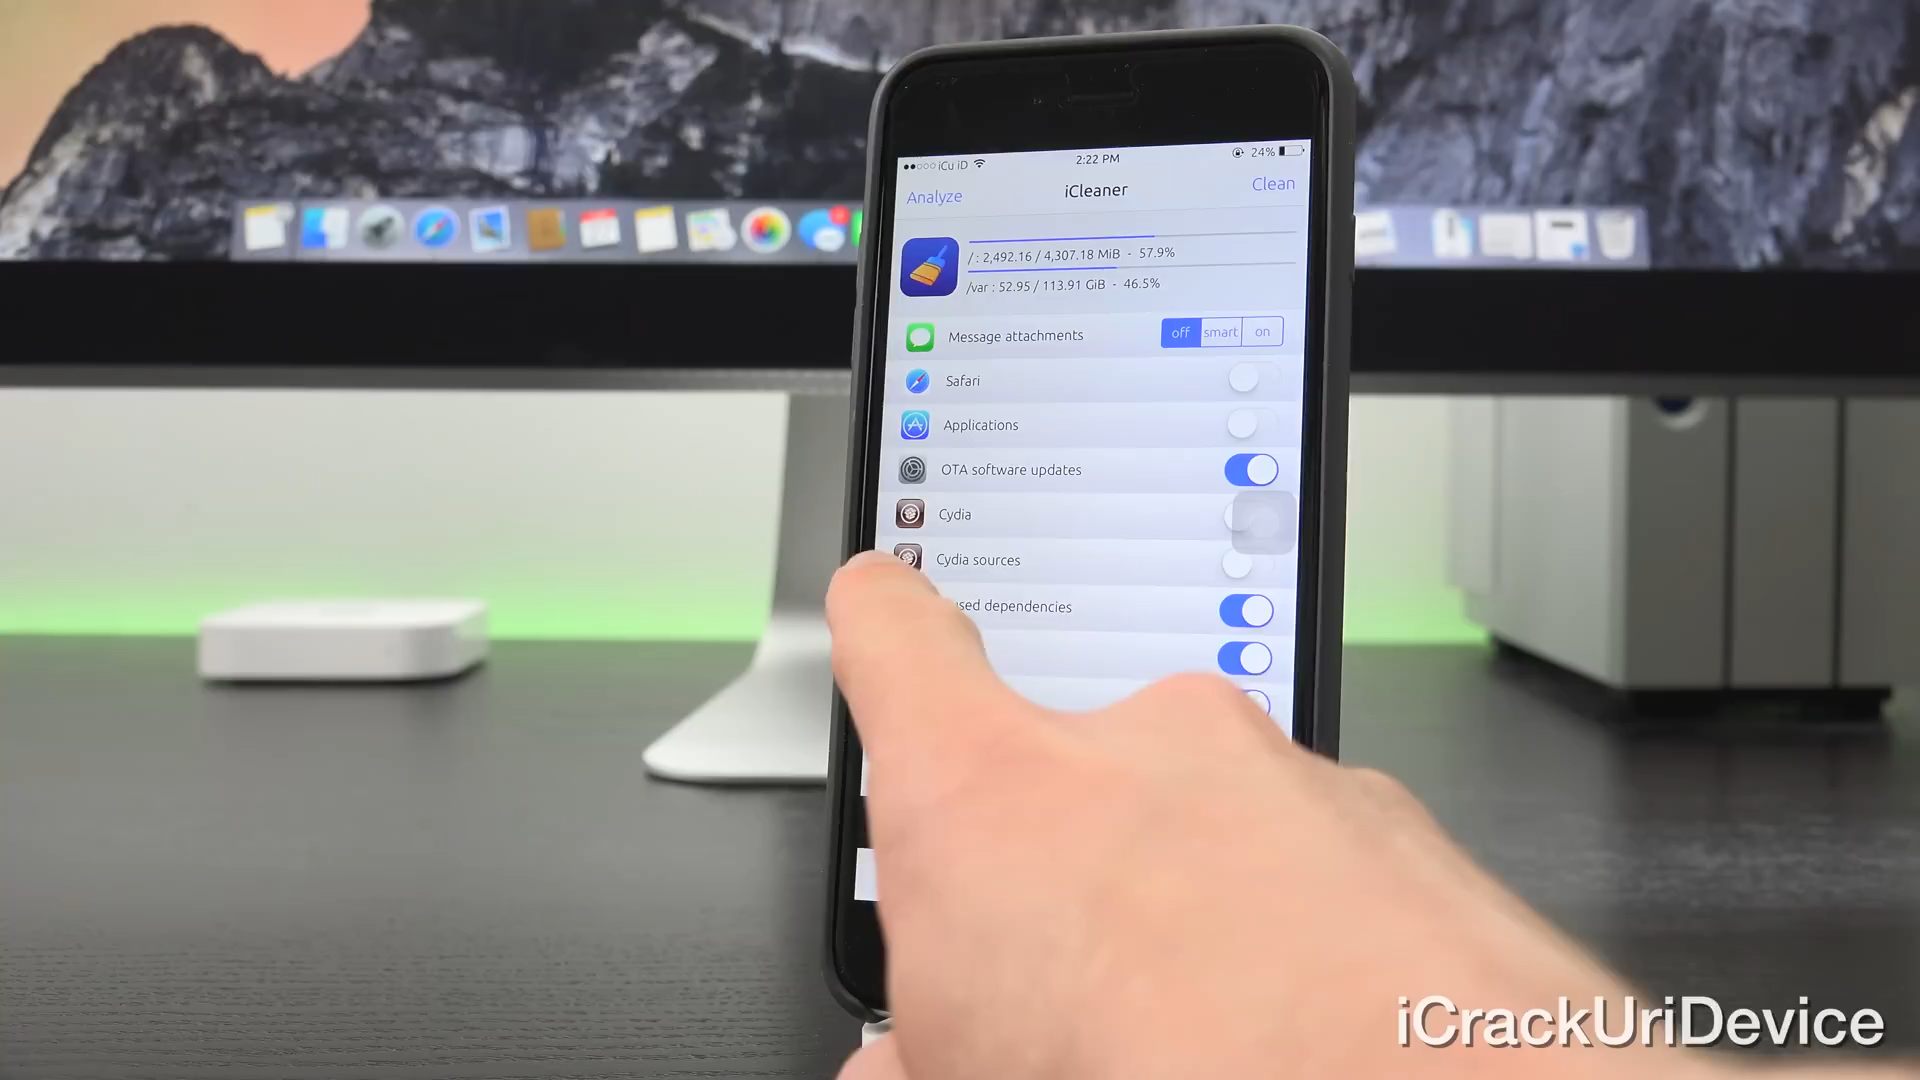 iCu iD
2:22 PM
24%
Analyze
iCleaner
Clean
/ : 2,492.16 / 4,307.18 MiB - 57.9%
/var : 52.95 / 113.91 GiB - 46.5%
Message attachments
off
smart
on
Safari
Applications
OTA software updates
Cydia
Cydia sources
dependencies
iCrackUriDevice